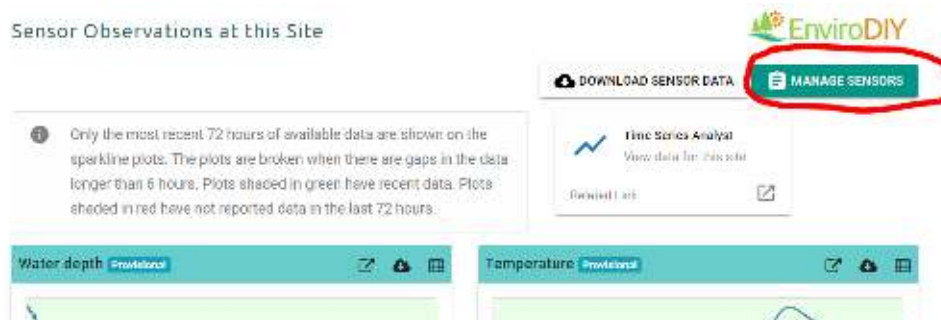 Sensor Observations at this Site
EnviroDIY
DOWNLOAD SENSOR DATA
MANAGE SENSORS
Only the most recent 72 hours of available data are shown on the
sparkline plots. The plots are broken when there are gaps in the data
longer than 6 hours. Plots shaded in green have recent data. Plots
shaded in red have not reported data in the last 72 hours.
Time Series Analyst
View data for this site
Related Link
Water depth Provisional
Temperature Provisional